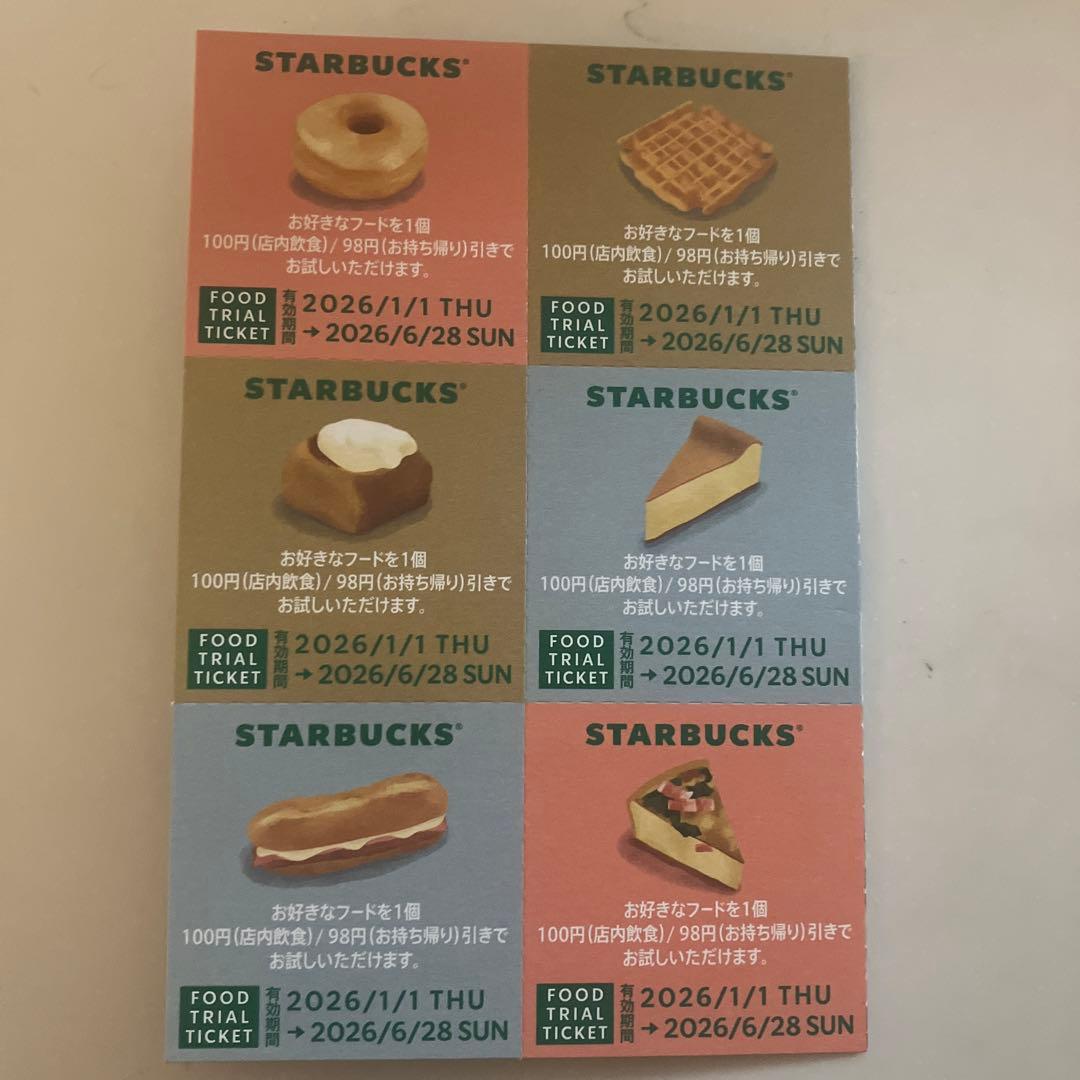 STARBUCKS®
お好きなフードを1個
100円(店内飲食) / 98円(お持ち帰り)引きで
お試しいただけます。
FOOD
TRIAL
TICKET
有効期間
2026/1/1 THU
→ 2026/6/28 SUN
STARBUCKS®
お好きなフードを1個
100円(店内飲食) / 98円(お持ち帰り)引きで
お試しいただけます。
FOOD
TRIAL
TICKET
有効期間
2026/1/1 THU
→ 2026/6/28 SUN
STARBUCKS®
お好きなフードを1個
100円(店内飲食) / 98円(お持ち帰り)引きで
お試しいただけます。
FOOD
TRIAL
TICKET
有効期間
2026/1/1 THU
→ 2026/6/28 SUN
STARBUCKS®
お好きなフードを1個
100円(店内飲食) / 98円(お持ち帰り)引きで
お試しいただけます。
FOOD
TRIAL
TICKET
有効期間
2026/1/1 THU
→ 2026/6/28 SUN
STARBUCKS®
お好きなフードを1個
100円(店内飲食) / 98円(お持ち帰り)引きで
お試しいただけます。
FOOD
TRIAL
TICKET
有効期間
2026/1/1 THU
→ 2026/6/28 SUN
STARBUCKS®
お好きなフードを1個
100円(店内飲食) / 98円(お持ち帰り)引きで
お試しいただけます。
FOOD
TRIAL
TICKET
有効期間
2026/1/1 THU
→ 2026/6/28 SUN